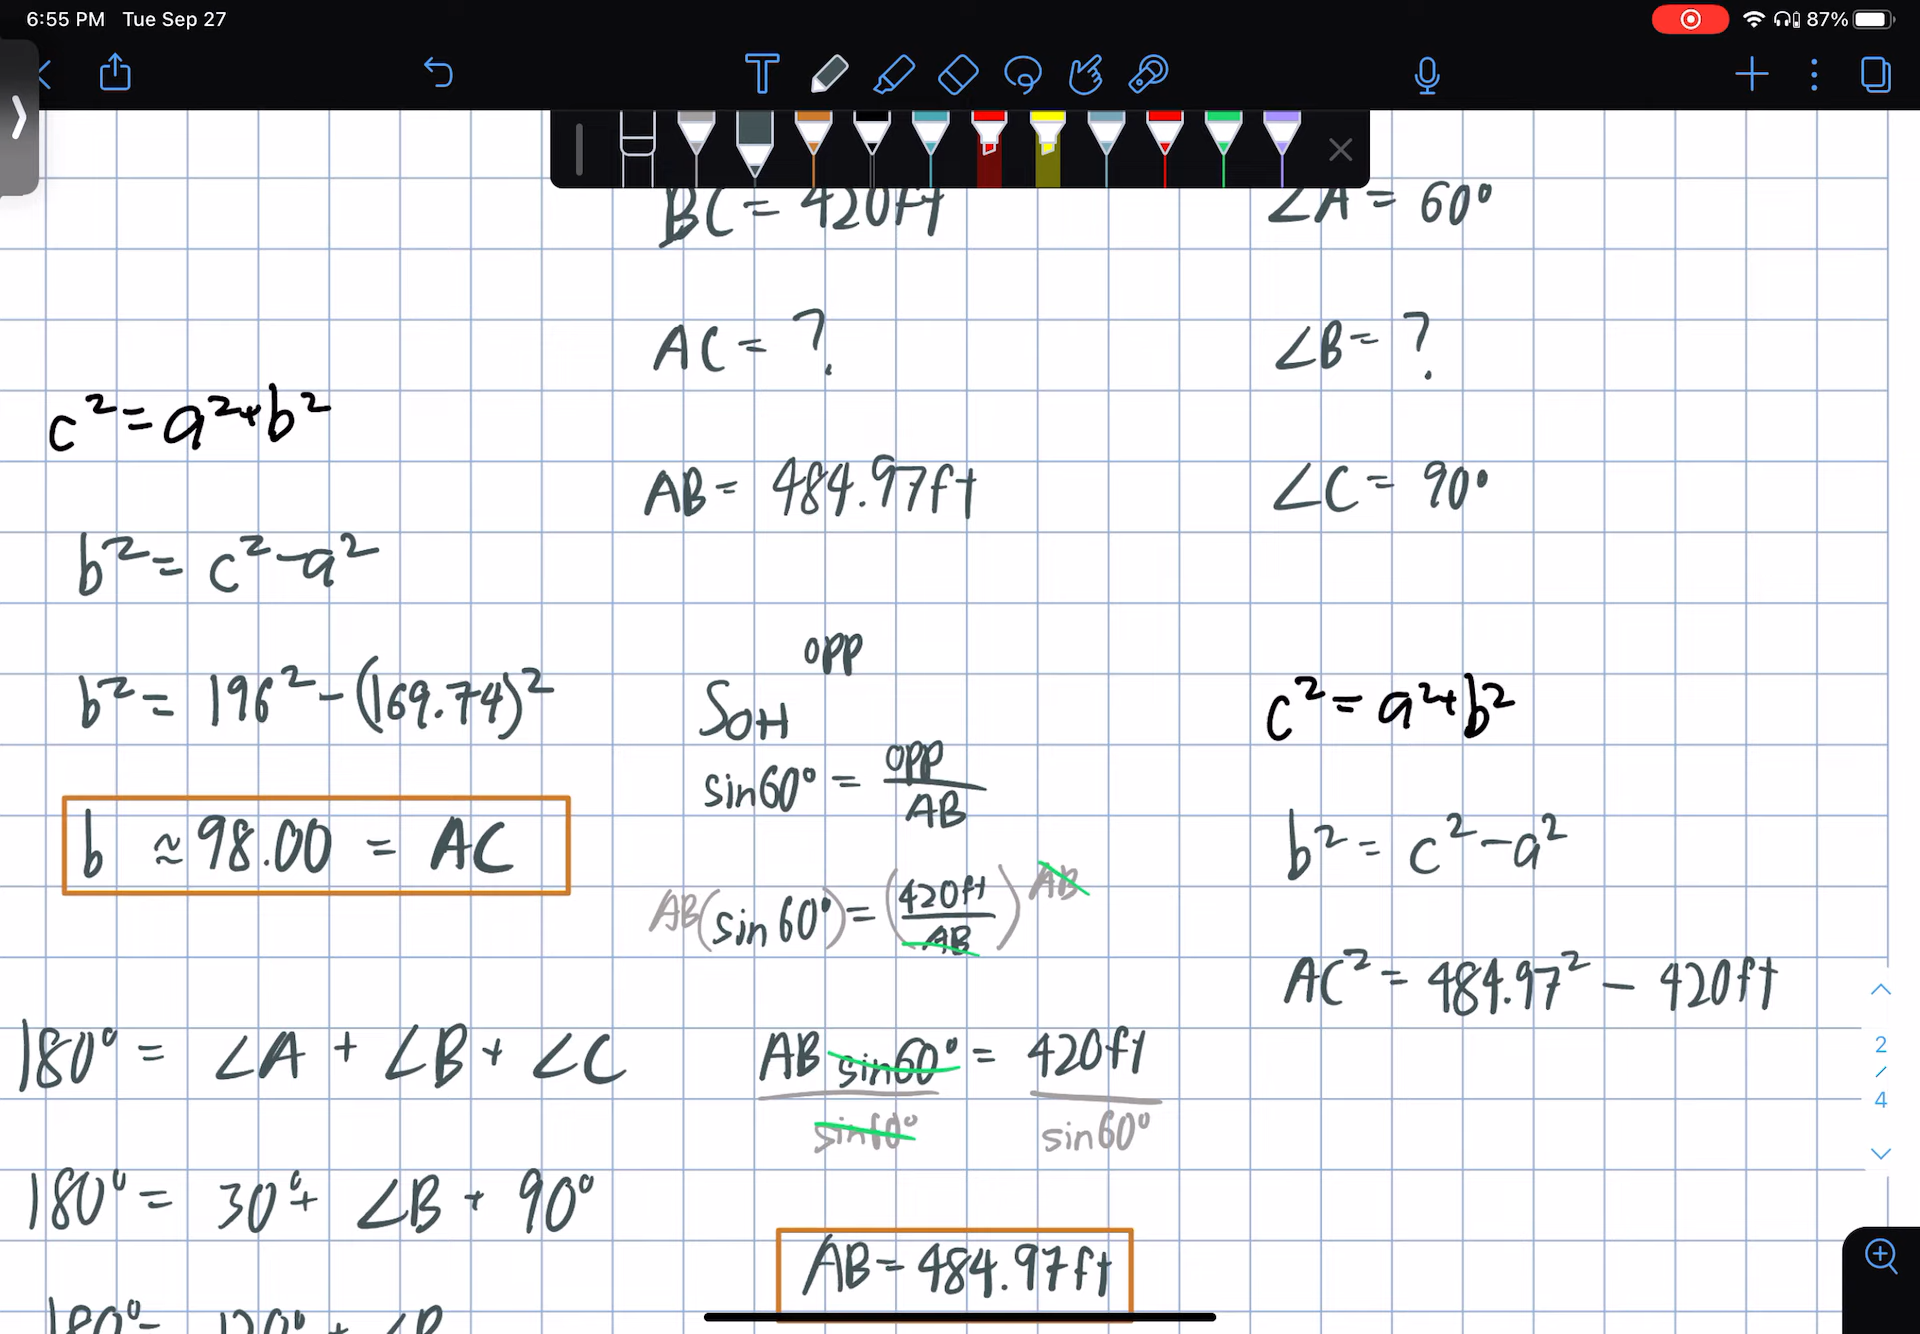 6:55 PM Tue Sep 27
87%
T
BC = 420ft
∠A = 60°
AC = ?
∠B = ?
c² = a² + b²
AB = 484.97ft
∠C = 90°
b² = c² - a²
opp
b² = 196² - (169.74)²
SOH
c² = a² + b²
sin60° = opp/AB
b ≈ 98.00 = AC
b² = c² - a²
AB(sin 60°) = (420ft/AB) AB
AC² = 484.97² - 420ft
180° = ∠A + ∠B + ∠C
AB sin60°/sin60° = 420ft/sin60°
2/4
180° = 30° + ∠B + 90°
AB = 484.97ft
180° = 120° + ∠B